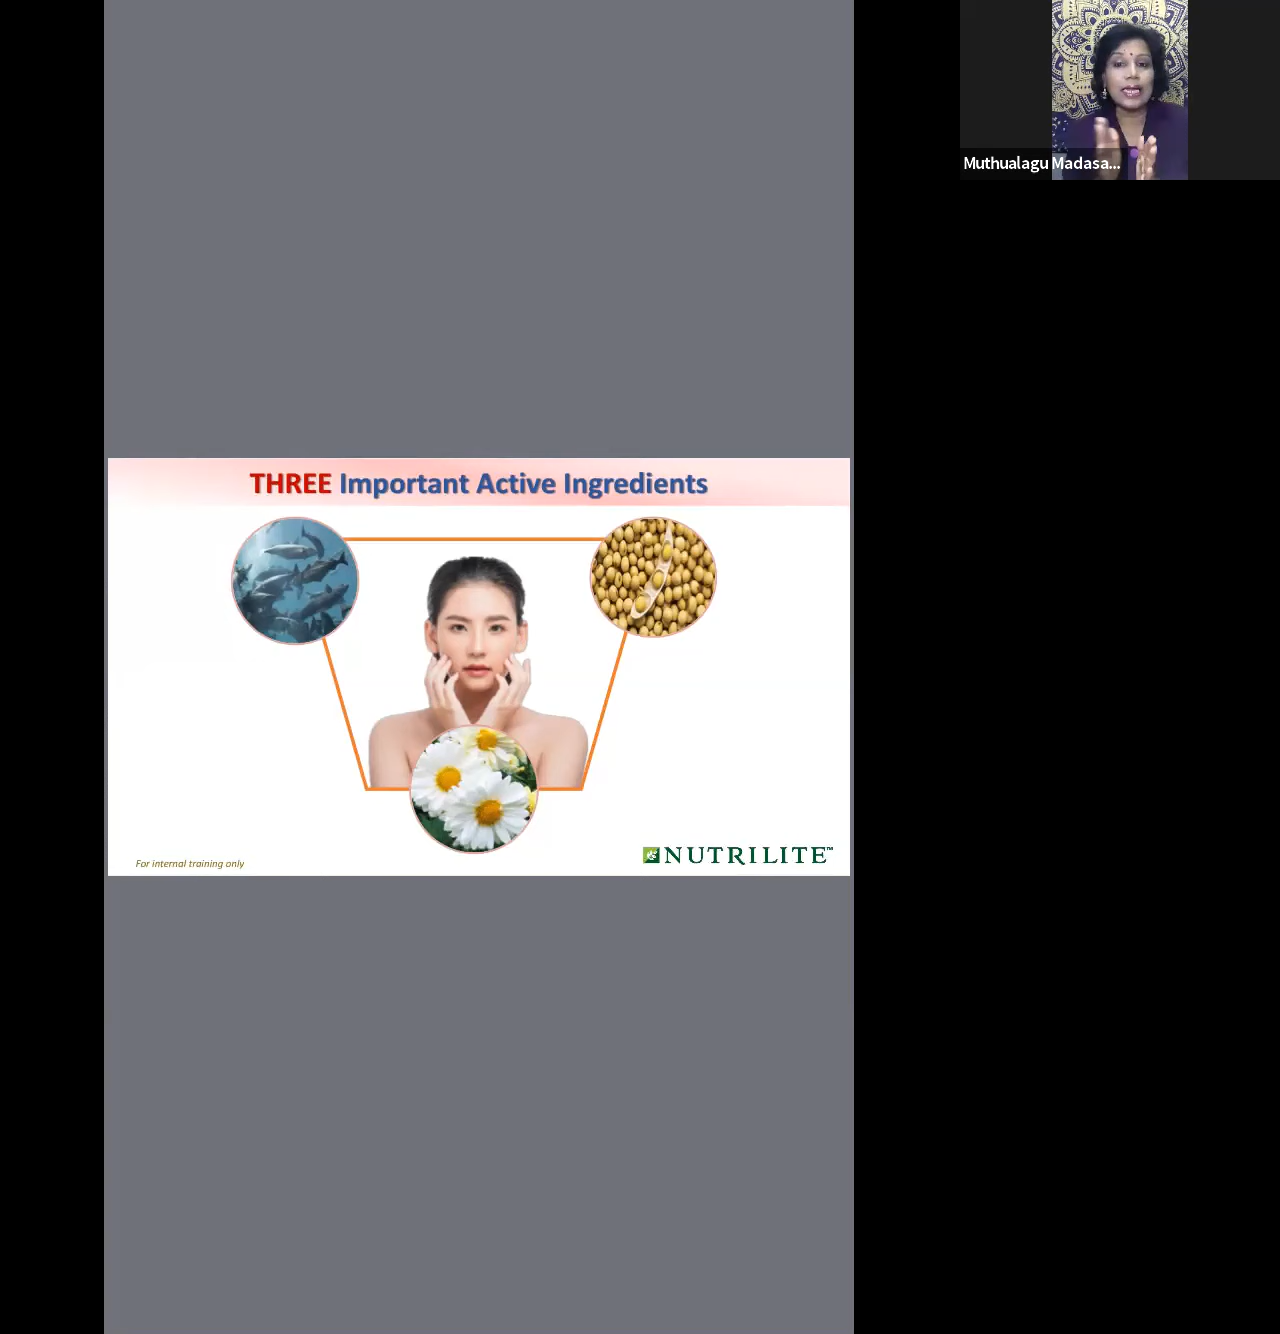 Muthualagu Madasa...
THREE Important Active Ingredients
For internal training only
NUTRILITE™